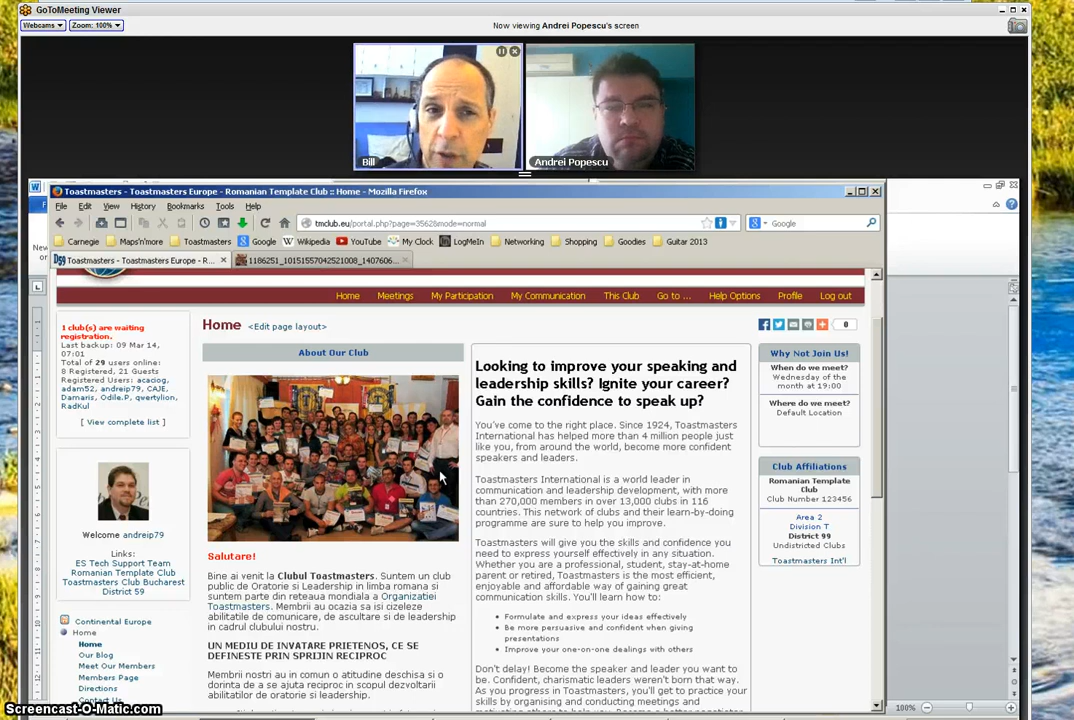 GoToMeeting Viewer
Webcams
Zoom: 100%
Now viewing Andrei Popescu's screen
Bill
Andrei Popescu
Toastmasters - Toastmasters Europe - Romanian Template Club :: Home - Mozilla Firefox
File Edit View History Bookmarks Tools Help
tmclub.eu/portal.php?page=3562&mode=normal
Google
Carnegie Maps'n'more Toastmasters Google Wikipedia YouTube My Clock LogMeIn Networking Shopping Goodies Guitar 2013
D59 Toastmasters - Toastmasters Europe - R...
1186251_10151557042521008_1407606...
Home Meetings My Participation My Communication This Club Go to ... Help Options Profile Log out
1 club(s) are waiting
registration.
Last backup: 09 Mar 14,
07:01
Total of 29 users online:
8 Registered, 21 Guests
Registered Users: acaciog,
adam52, andreip79, CAJE,
Damaris, Odile.P, qwertylion,
RadKul
[ View complete list ]
Welcome andreip79
Links:
ES Tech Support Team
Romanian Template Club
Toastmasters Club Bucharest
District 59
Continental Europe
Home
Home
Our Blog
Meet Our Members
Members Page
Directions
Contact Us
Home <Edit page layout>
0
About Our Club
Salutare!
Bine ai venit la Clubul Toastmasters. Suntem un club
public de Oratorie si Leadership in limba romana si
suntem parte din reteaua mondiala a Organizatiei
Toastmasters. Membrii au ocazia sa isi cizeleze
abilitatile de comunicare, de ascultare si de leadership
in cadrul clubului nostru.
UN MEDIU DE INVATARE PRIETENOS, CE SE
DEFINESTE PRIN SPRIJIN RECIPROC
Membrii nostri au in comun o atitudine deschisa si o
dorinta de a se ajuta reciproc in scopul dezvoltarii
abilitatilor de oratorie si leadership.
Looking to improve your speaking and
leadership skills? Ignite your career?
Gain the confidence to speak up?
You've come to the right place. Since 1924, Toastmasters
International has helped more than 4 million people just
like you, from around the world, become more confident
speakers and leaders.
Toastmasters International is a world leader in
communication and leadership development, with more
than 270,000 members in over 13,000 clubs in 116
countries. This network of clubs and their learn-by-doing
programme are sure to help you improve.
Toastmasters will give you the skills and confidence you
need to express yourself effectively in any situation.
Whether you are a professional, student, stay-at-home
parent or retired, Toastmasters is the most efficient,
enjoyable and affordable way of gaining great
communication skills. You'll learn how to:
Formulate and express your ideas effectively
Be more persuasive and confident when giving
presentations
Improve your one-on-one dealings with others
Don't delay! Become the speaker and leader you want to
be. Confident, charismatic leaders weren't born that way.
As you progress in Toastmasters, you'll get to practice your
skills by organising and conducting meetings and
Why Not Join Us!
When do we meet?
Wednesday of the
month at 19:00
Where do we meet?
Default Location
Club Affiliations
Romanian Template
Club
Club Number 123456
Area 2
Division T
District 99
Undistricted Clubs
Toastmasters Int'l
100%
Screencast-O-Matic.com